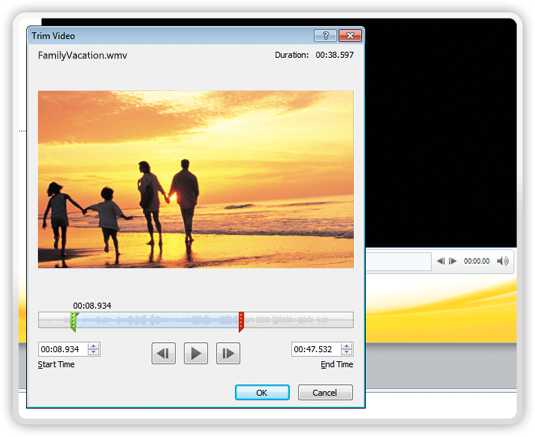 Trim Video
FamilyVacation.wmv
Duration: 00:38.597
00:08.934
00:08.934
00:47.532
Start Time
End Time
OK
Cancel
00:00.00